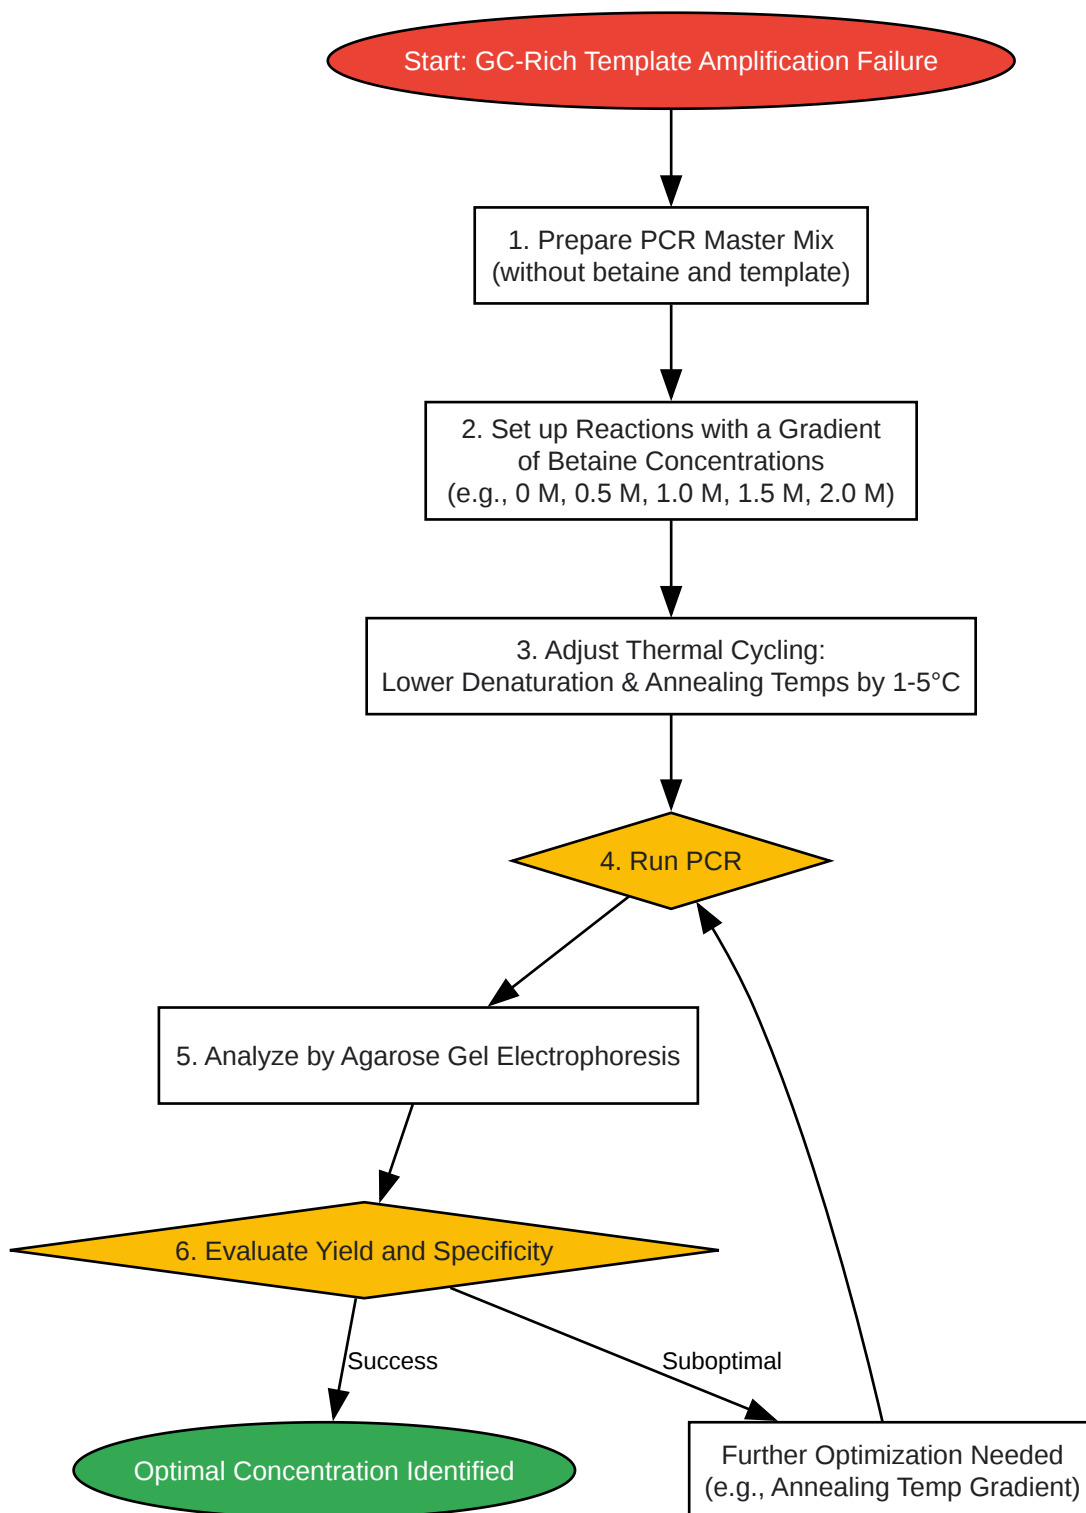 Start: GC-Rich Template Amplification Failure
1. Prepare PCR Master Mix
(without betaine and template)
2. Set up Reactions with a Gradient
of Betaine Concentrations
(e.g., 0 M, 0.5 M, 1.0 M, 1.5 M, 2.0 M)
3. Adjust Thermal Cycling:
Lower Denaturation & Annealing Temps by 1-5°C
4. Run PCR
5. Analyze by Agarose Gel Electrophoresis
6. Evaluate Yield and Specificity
Success
Suboptimal
Optimal Concentration Identified
Further Optimization Needed
(e.g., Annealing Temp Gradient)